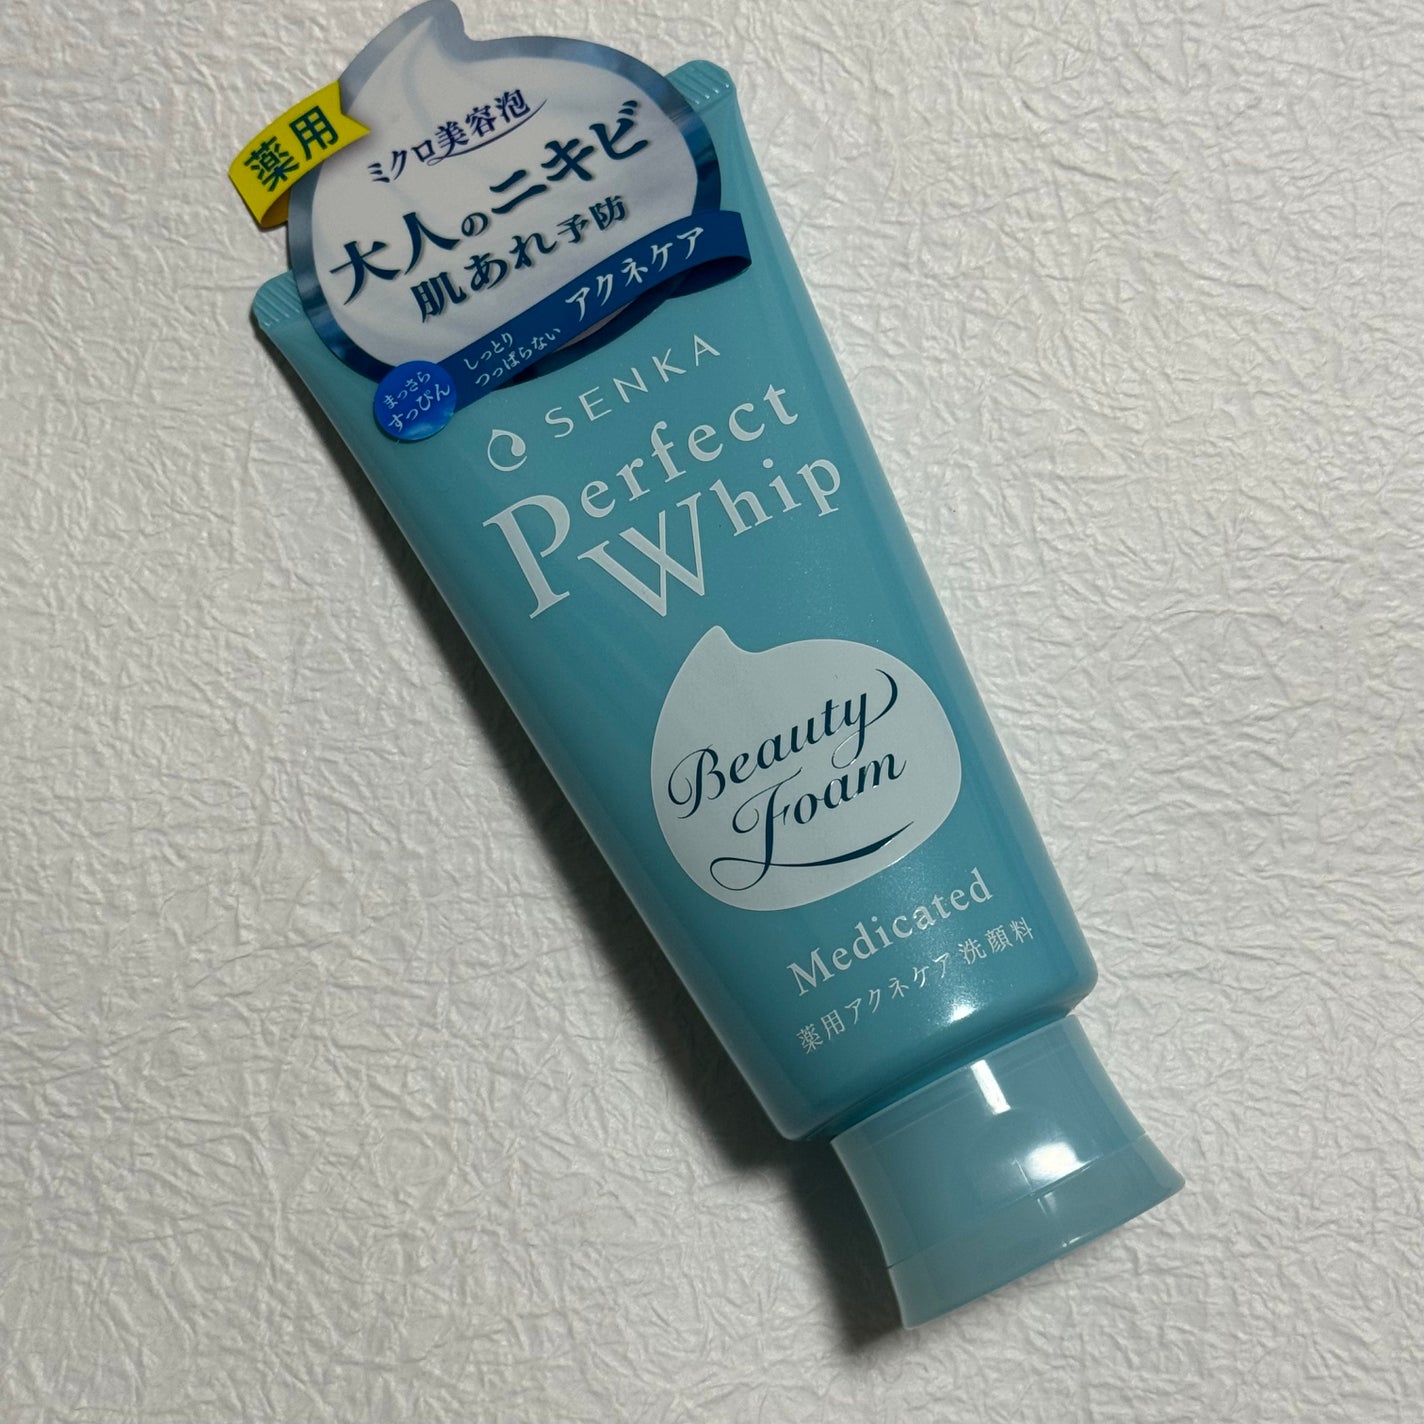 薬用
ミクロ美容泡
大人のニキビ
肌あれ予防
しっとり
つっぱらない
アクネケア
まっさら
すっぴん
SENKA
Perfect
Whip
Beauty
Foam
Medicated
薬用アクネケア 洗顔料